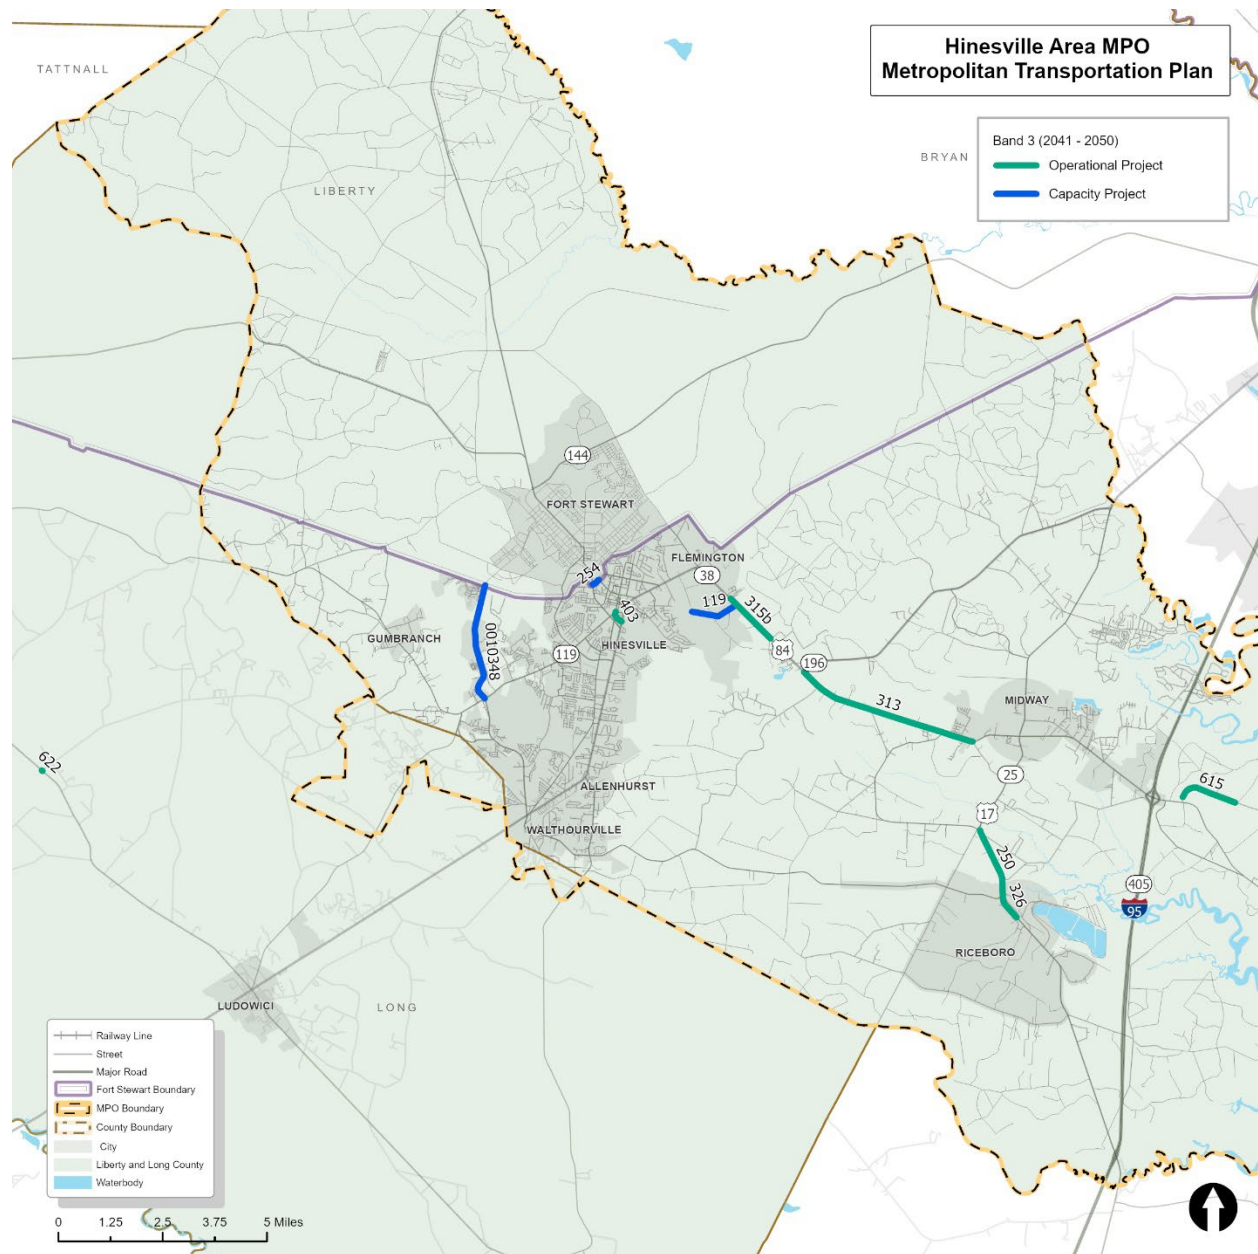 Hinesville Area MPO
Metropolitan Transportation Plan
Band 3 (2041 - 2050)
Operational Project
Capacity Project
TATTNALL
LIBERTY
BRYAN
144
FORT STEWART
FLEMINGTON
38
254
119
315b
403
84
196
GUMBRANCH
0010348
119
HINESVILLE
313
MIDWAY
622
25
615
ALLENHURST
17
WALTHOURVILLE
250
326
405
95
RICEBORO
LUDOWICI
LONG
Railway Line
Street
Major Road
Fort Stewart Boundary
MPO Boundary
County Boundary
City
Liberty and Long County
Waterbody
0 1.25 2.5 3.75 5 Miles